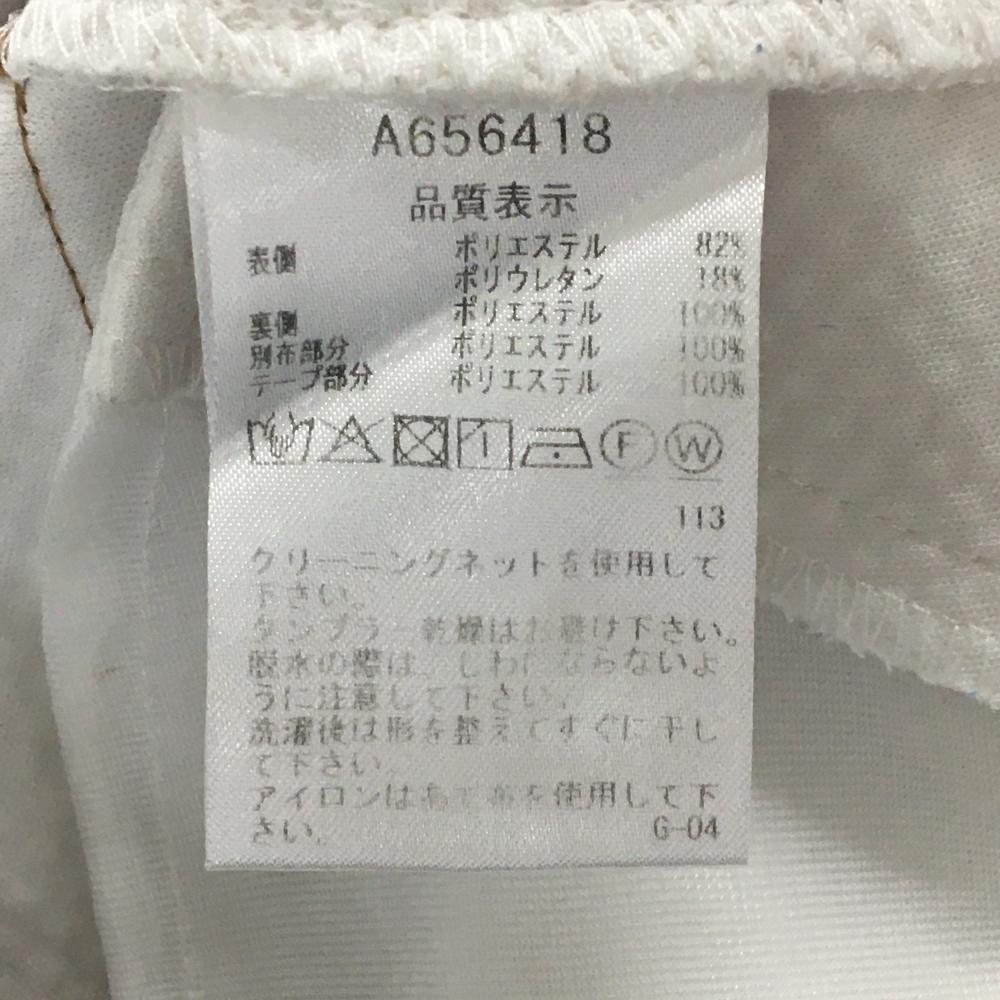 A656418
品質表示
表側 ポリエステル 82%
ポリウレタン 18%
裏側 ポリエステル 100%
別布部分 ポリエステル 100%
テープ部分 ポリエステル 100%
1 F W
113
クリーニングネットを使用して
下さい。
タンブラー乾燥はお避け下さい。
脱水の際は、しわにならないよ
うに注意して下さい。
洗濯後は形を整えてすぐに干し
て下さい。
アイロンはあて布を使用して下
さい。 G-04